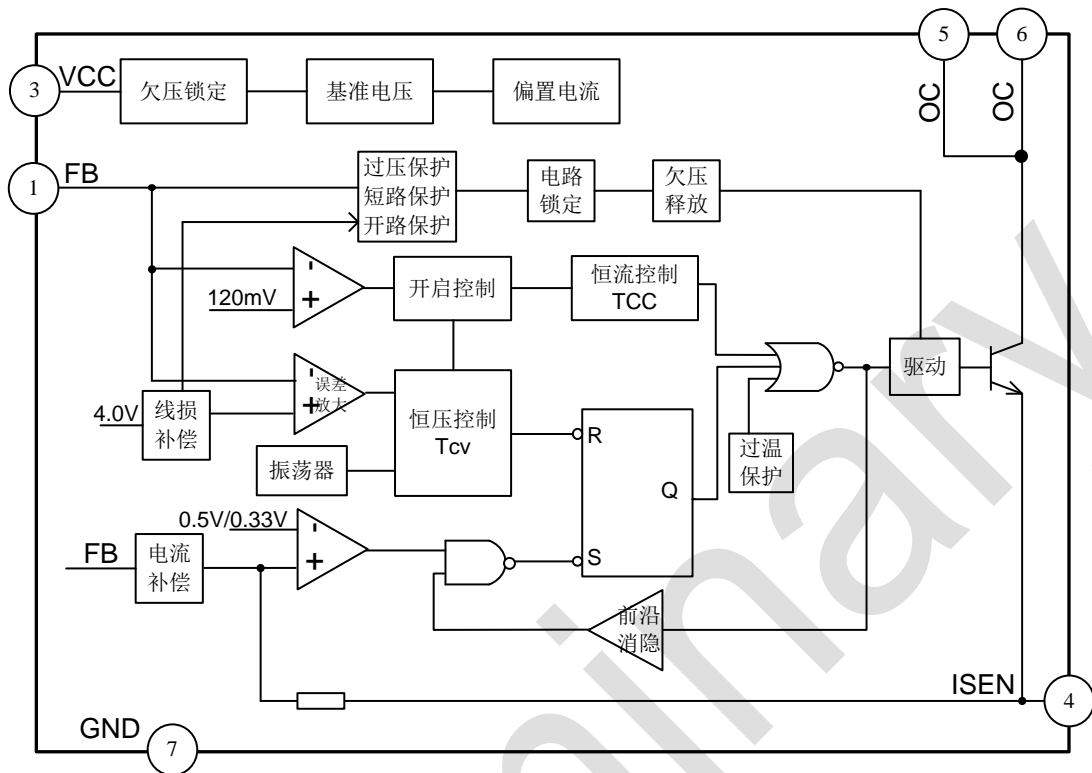 5
6
3
VCC
欠压锁定
基准电压
偏置电流
OC
OC
1
FB
过压保护
短路保护
开路保护
电路
锁定
欠压
释放
-
+
120mV
开启控制
恒流控制
TCC
驱动
-
+
误差
放大
4.0V
线损
补偿
恒压控制
Tcv
振荡器
R
Q
S
过温
保护
0.5V/0.33V
-
+
FB
电流
补偿
前沿
消隐
ISEN
4
GND
7
minary